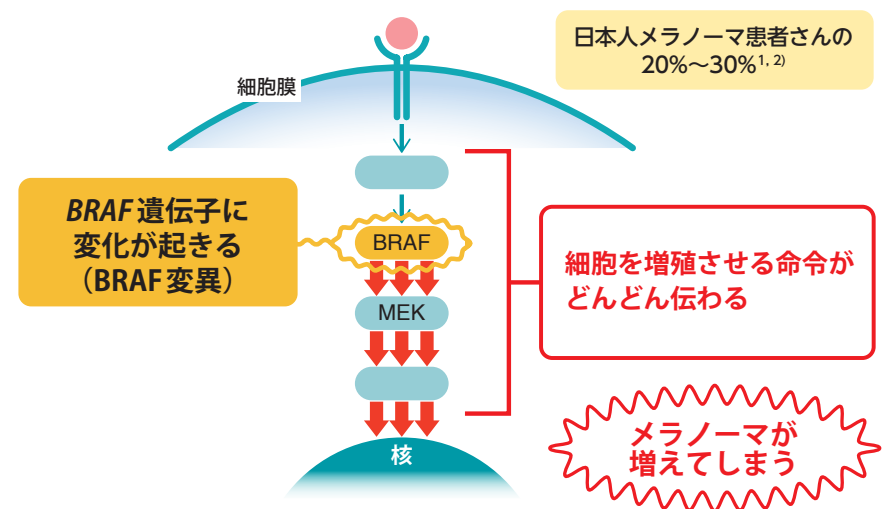 日本人メラノーマ患者さんの
20%～30%1, 2)
細胞膜
BRAF遺伝子に
変化が起きる
（BRAF変異）
BRAF
MEK
細胞を増殖させる命令が
どんどん伝わる
核
メラノーマが
増えてしまう